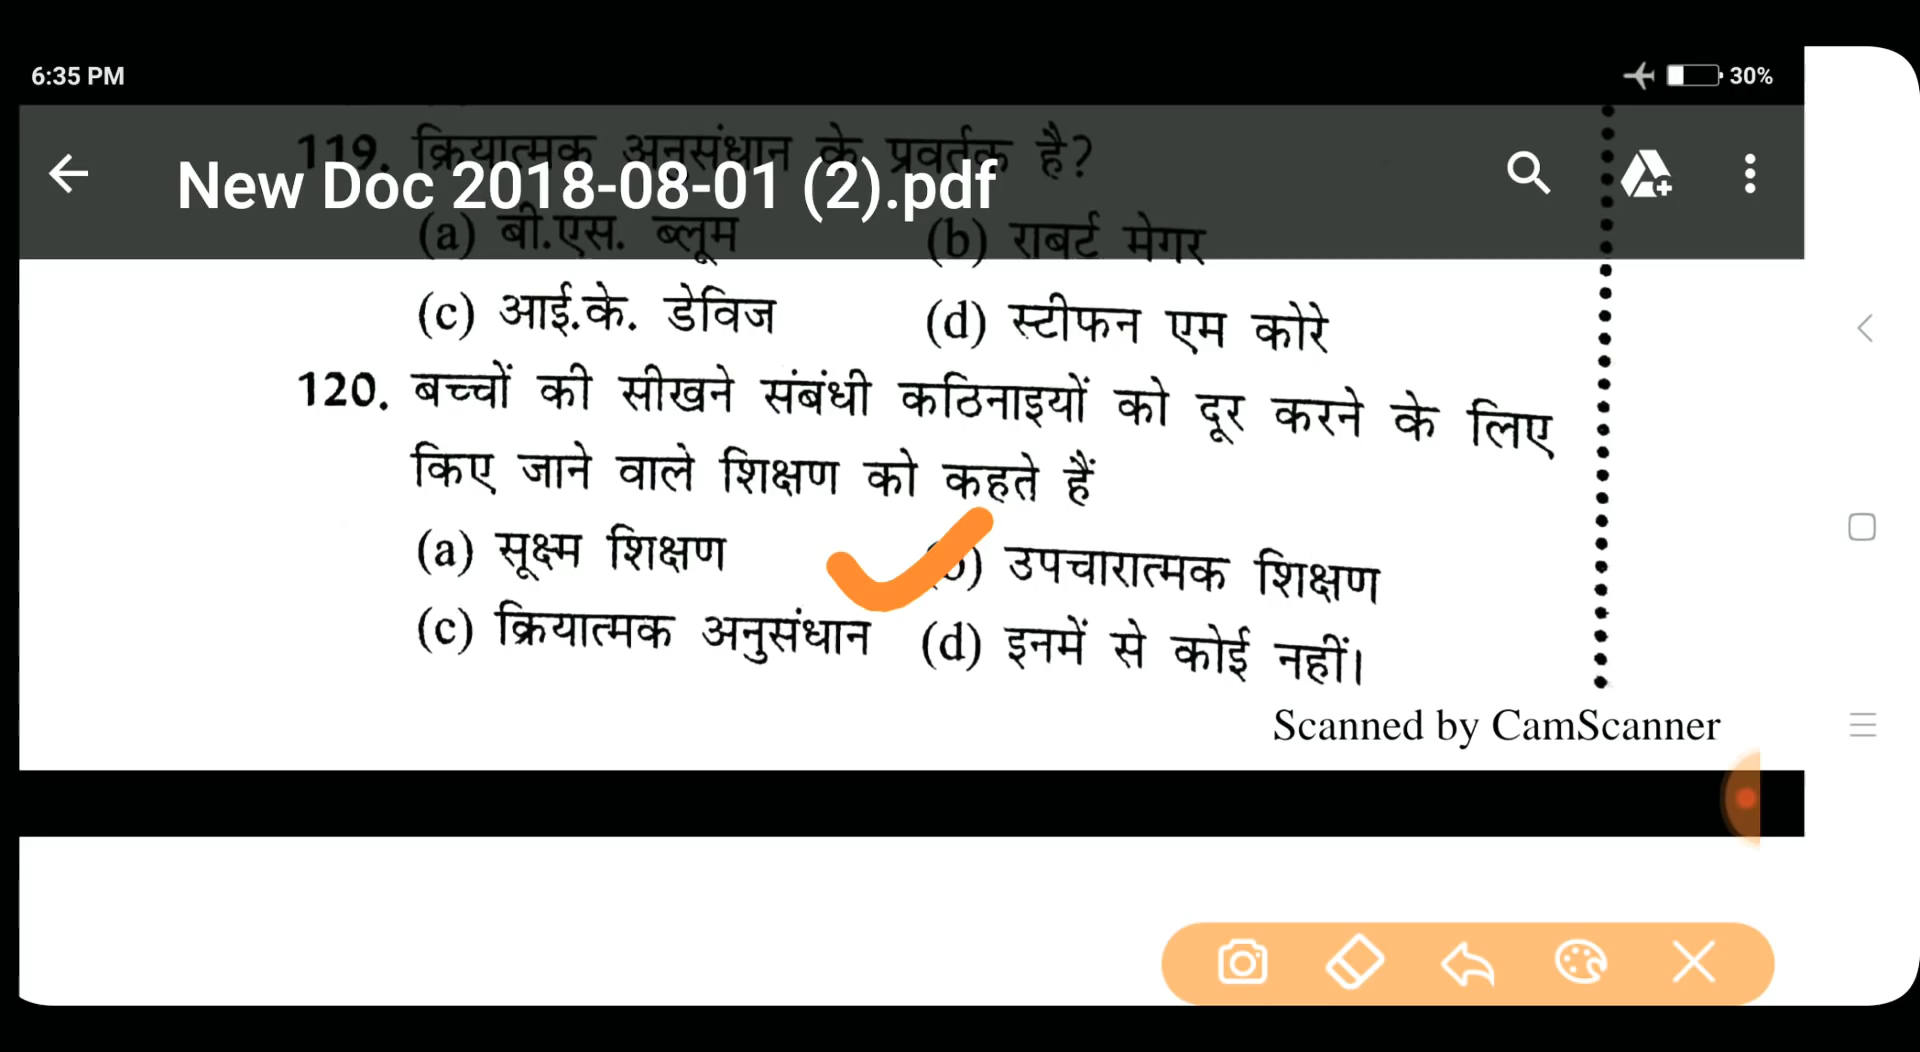 6:35 PM
30%
119. क्रियात्मक अनुसंधान के प्रवर्तक है?
New Doc 2018-08-01 (2).pdf
(a) बी.एस. ब्लूम (b) राबर्ट मेगर
(c) आई.के. डेविज (d) स्टीफन एम कोरे
120. बच्चों की सीखने संबंधी कठिनाइयों को दूर करने के लिए
किए जाने वाले शिक्षण को कहते हैं
(a) सूक्ष्म शिक्षण (b) उपचारात्मक शिक्षण
(c) क्रियात्मक अनुसंधान (d) इनमें से कोई नहीं।
Scanned by CamScanner